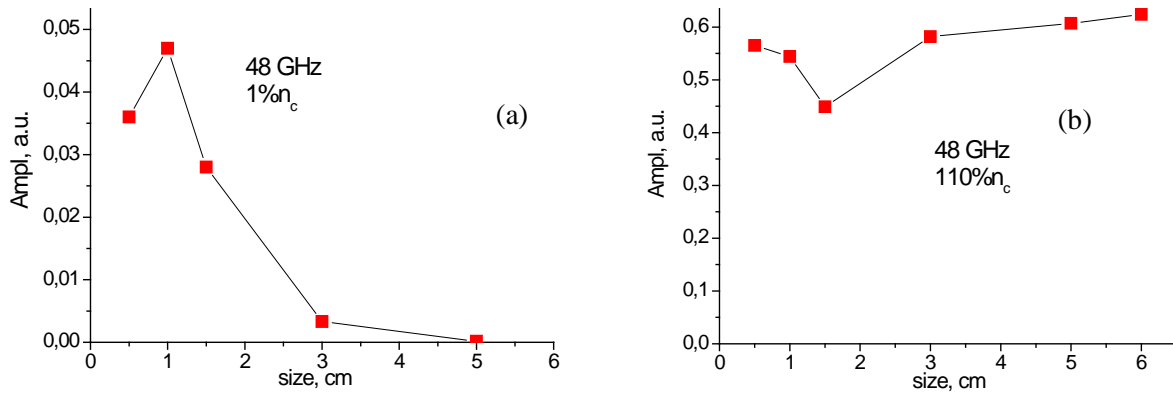 0,05
0,04
0,03
0,02
0,01
0,00
Ampl, a.u.
48 GHz
1%n_c
(a)
0 1 2 3 4 5 6
size, cm
0,6
0,5
0,4
0,3
0,2
0,1
0,0
Ampl, a.u.
(b)
48 GHz
110%n_c
0 1 2 3 4 5 6
size, cm